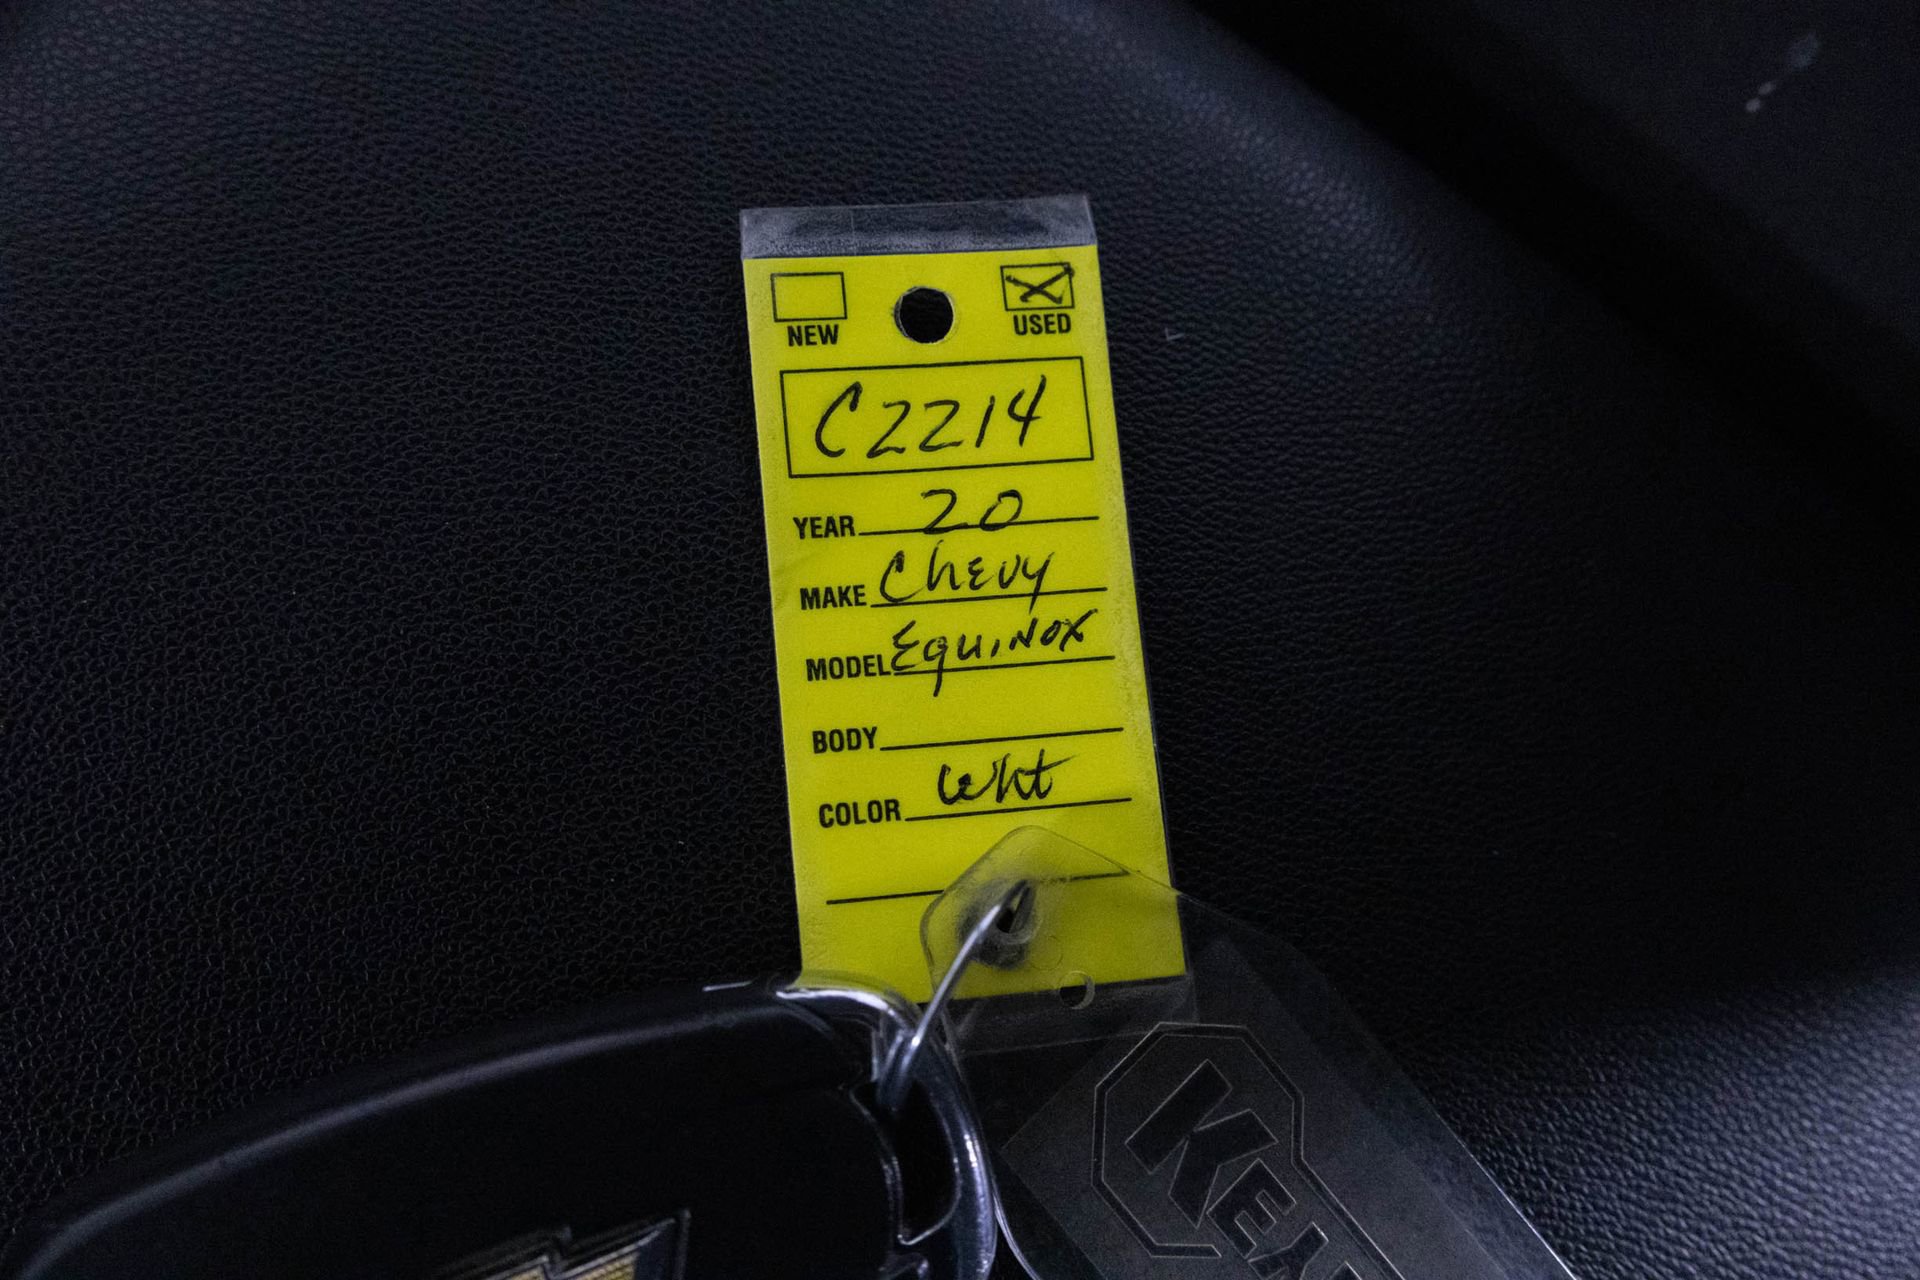 NEW USED
C2214
YEAR 20
MAKE Chevy
MODEL EQUINOX
BODY
COLOR wht